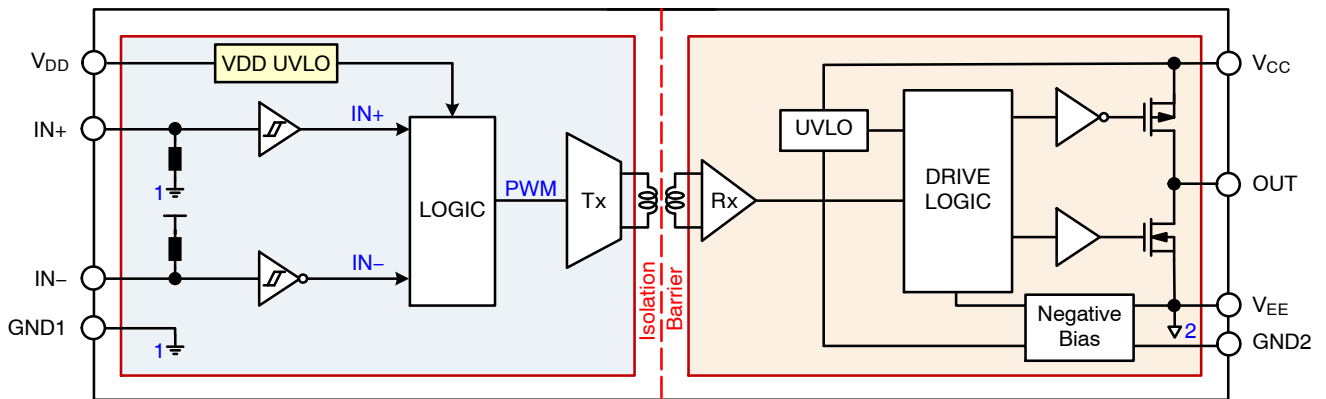 VDD
VDD UVLO
VCC
IN+
IN+
UVLO
1
PWM
LOGIC
Tx
Rx
DRIVE
LOGIC
OUT
IN−
IN−
GND1
1
Isolation
Barrier
Negative
Bias
VEE
2
GND2